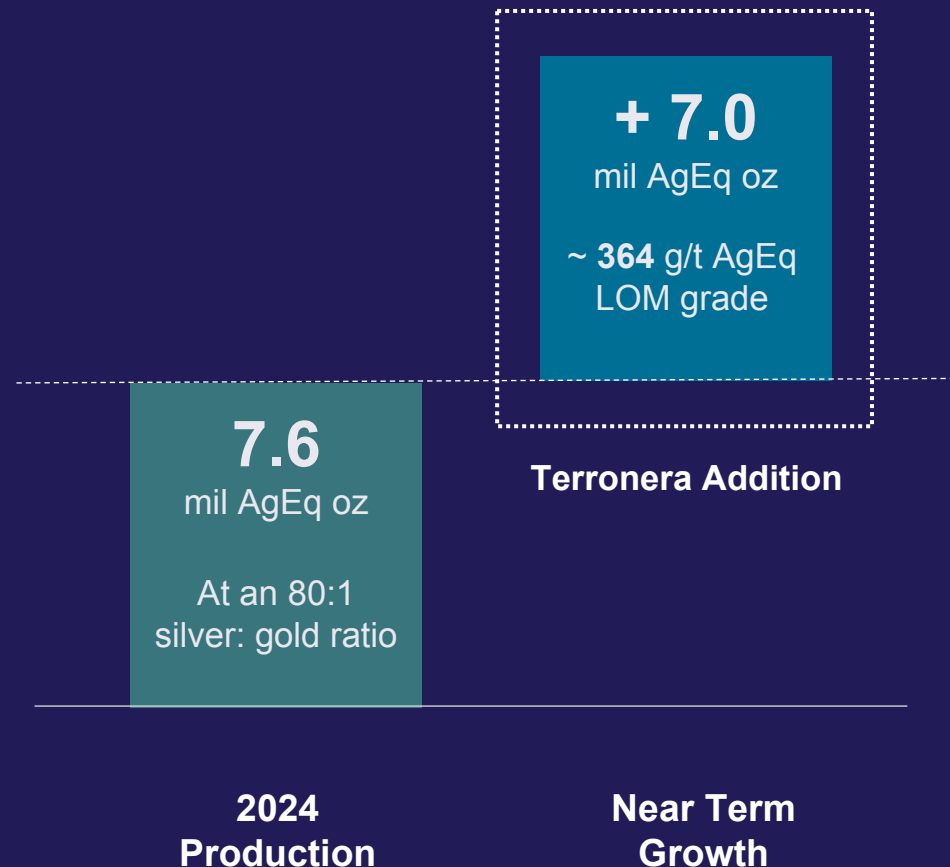 + 7.0
mil AgEq oz
~ 364 g/t AgEq
LOM grade
7.6
mil AgEq oz
At an 80:1
silver: gold ratio
Terronera Addition
2024
Production
Near Term
Growth